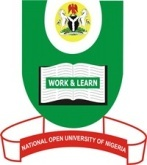 WORK & LEARN
NATIONAL OPEN UNIVERSITY OF NIGERIA